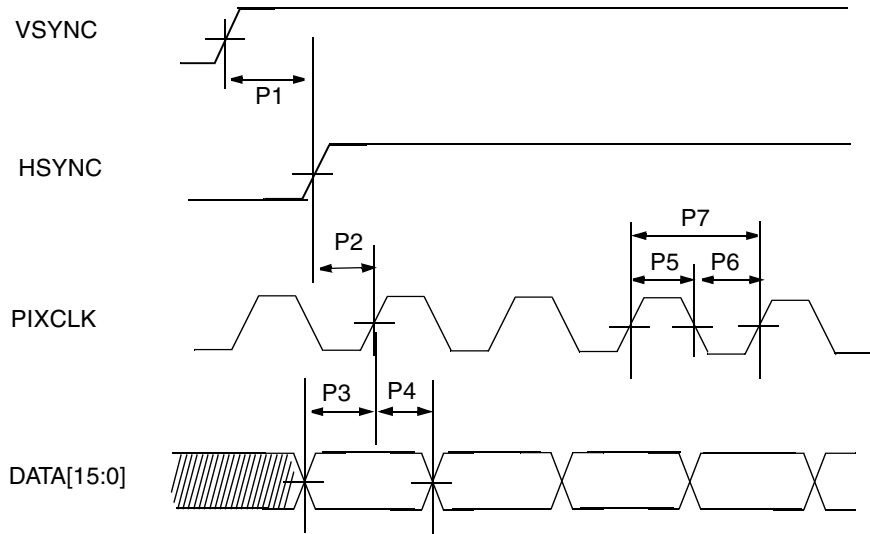 VSYNC
P1
HSYNC
P2
P7
P5 P6
PIXCLK
P3 P4
DATA[15:0]